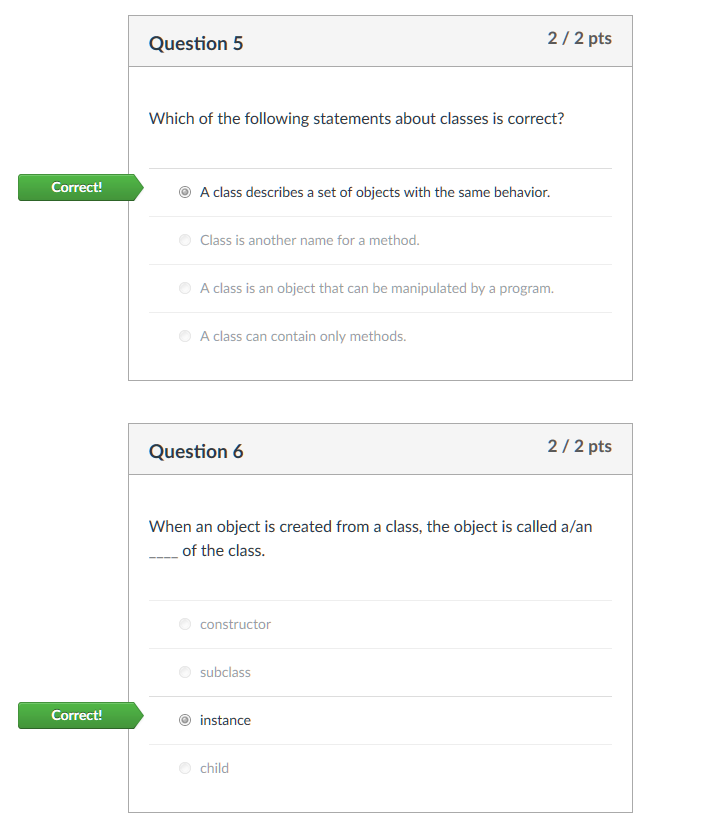 Question 5
2 / 2 pts
Which of the following statements about classes is correct?
Correct!
A class describes a set of objects with the same behavior.
Class is another name for a method.
A class is an object that can be manipulated by a program.
A class can contain only methods.
Question 6
2 / 2 pts
When an object is created from a class, the object is called a/an
____ of the class.
constructor
subclass
Correct!
instance
child